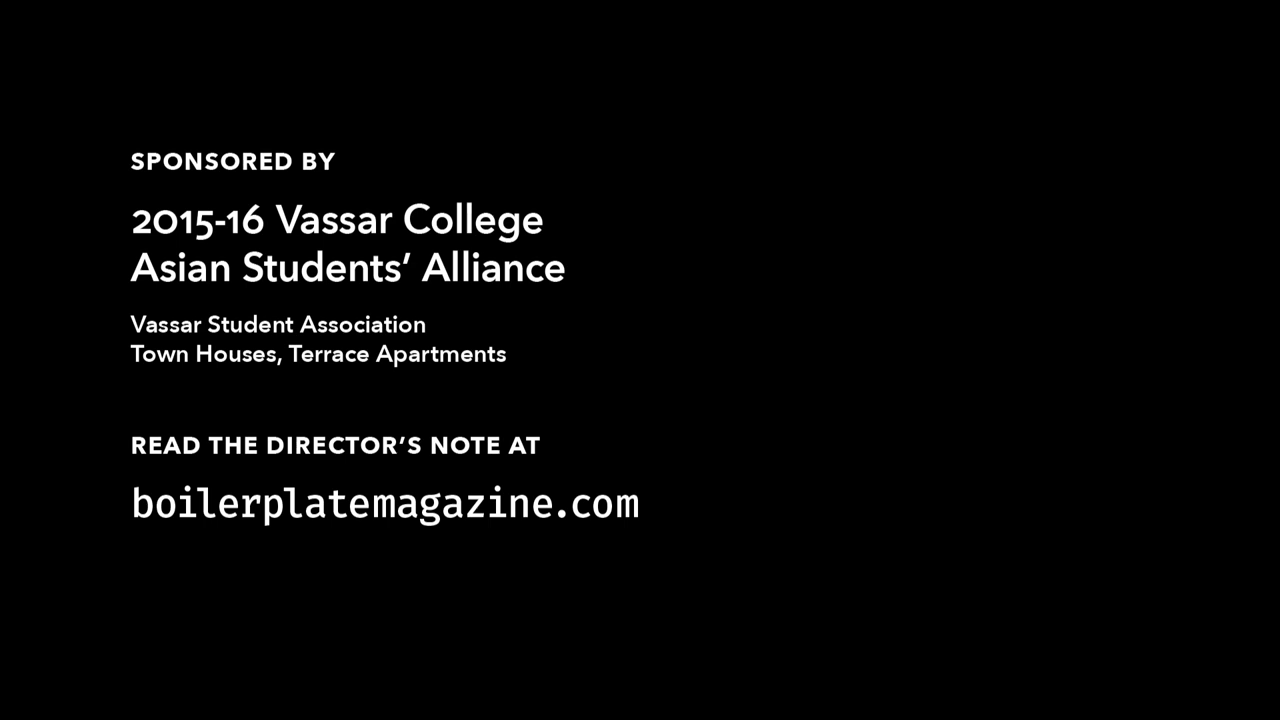 SPONSORED BY
2015-16 Vassar College
Asian Students’ Alliance
Vassar Student Association
Town Houses, Terrace Apartments
READ THE DIRECTOR’S NOTE AT
boilerplatemagazine.com